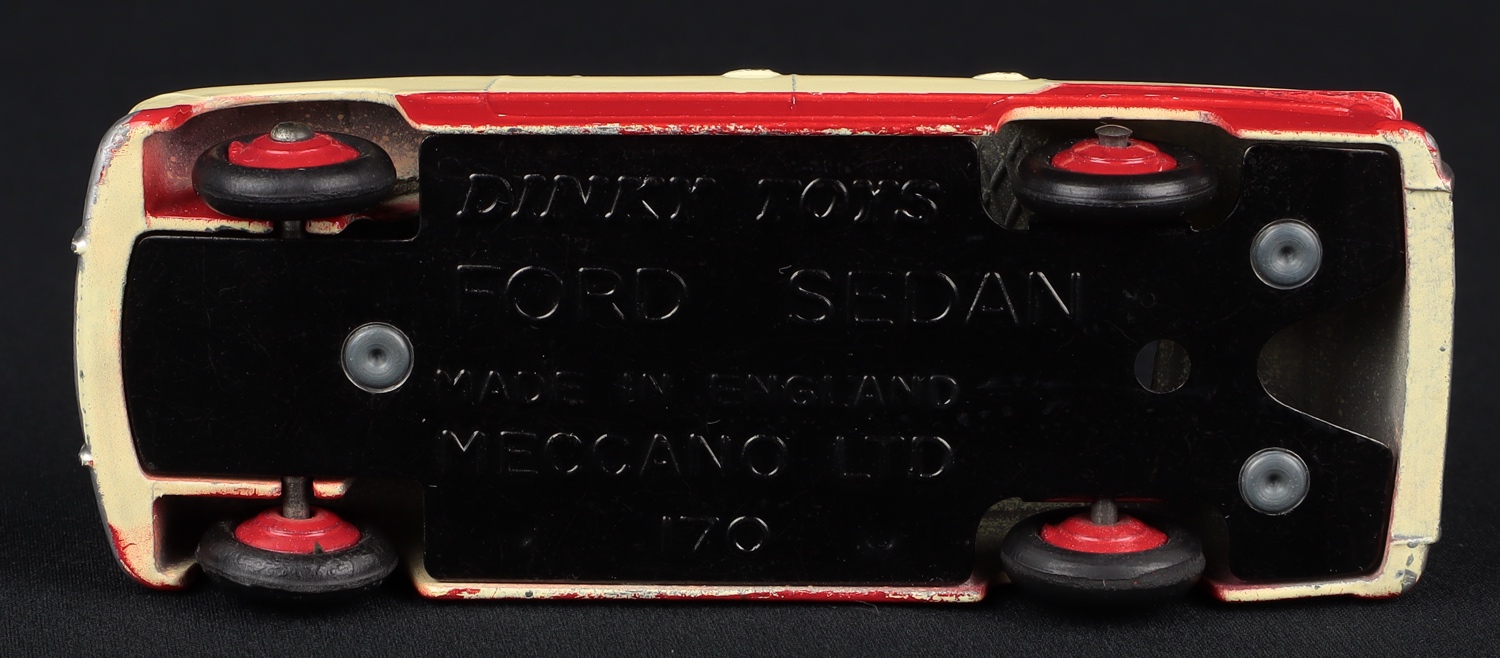 DINKY TOYS
FORD SEDAN
MADE IN ENGLAND
MECCANO LTD
170